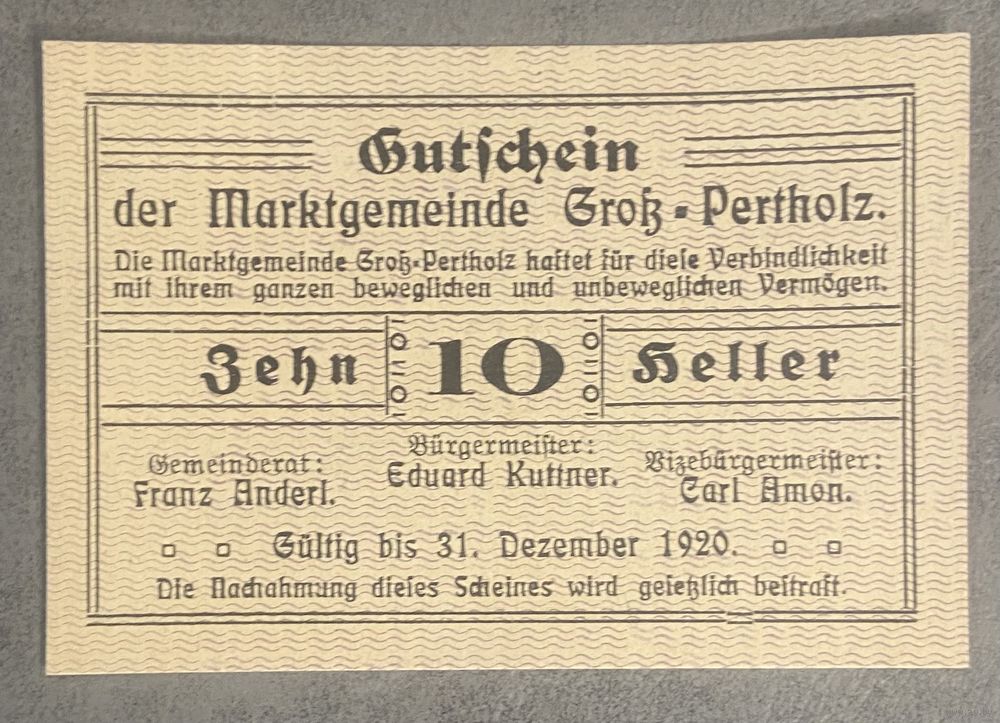 Gutschein
der Marktgemeinde Groß-Pertholz.
Die Marktgemeinde Groß-Pertholz haftet für diese Verbindlichkeit
mit ihrem ganzen beweglichen und unbeweglichen Vermögen.
Zehn 10 Heller
Bürgermeister:
Eduard Kuttner.
Gemeinderat:
Franz Anderl.
Vizebürgermeister:
Carl Amon.
Gültig bis 31. Dezember 1920.
Die Nachahmung dieses Scheines wird gesetzlich bestraft.